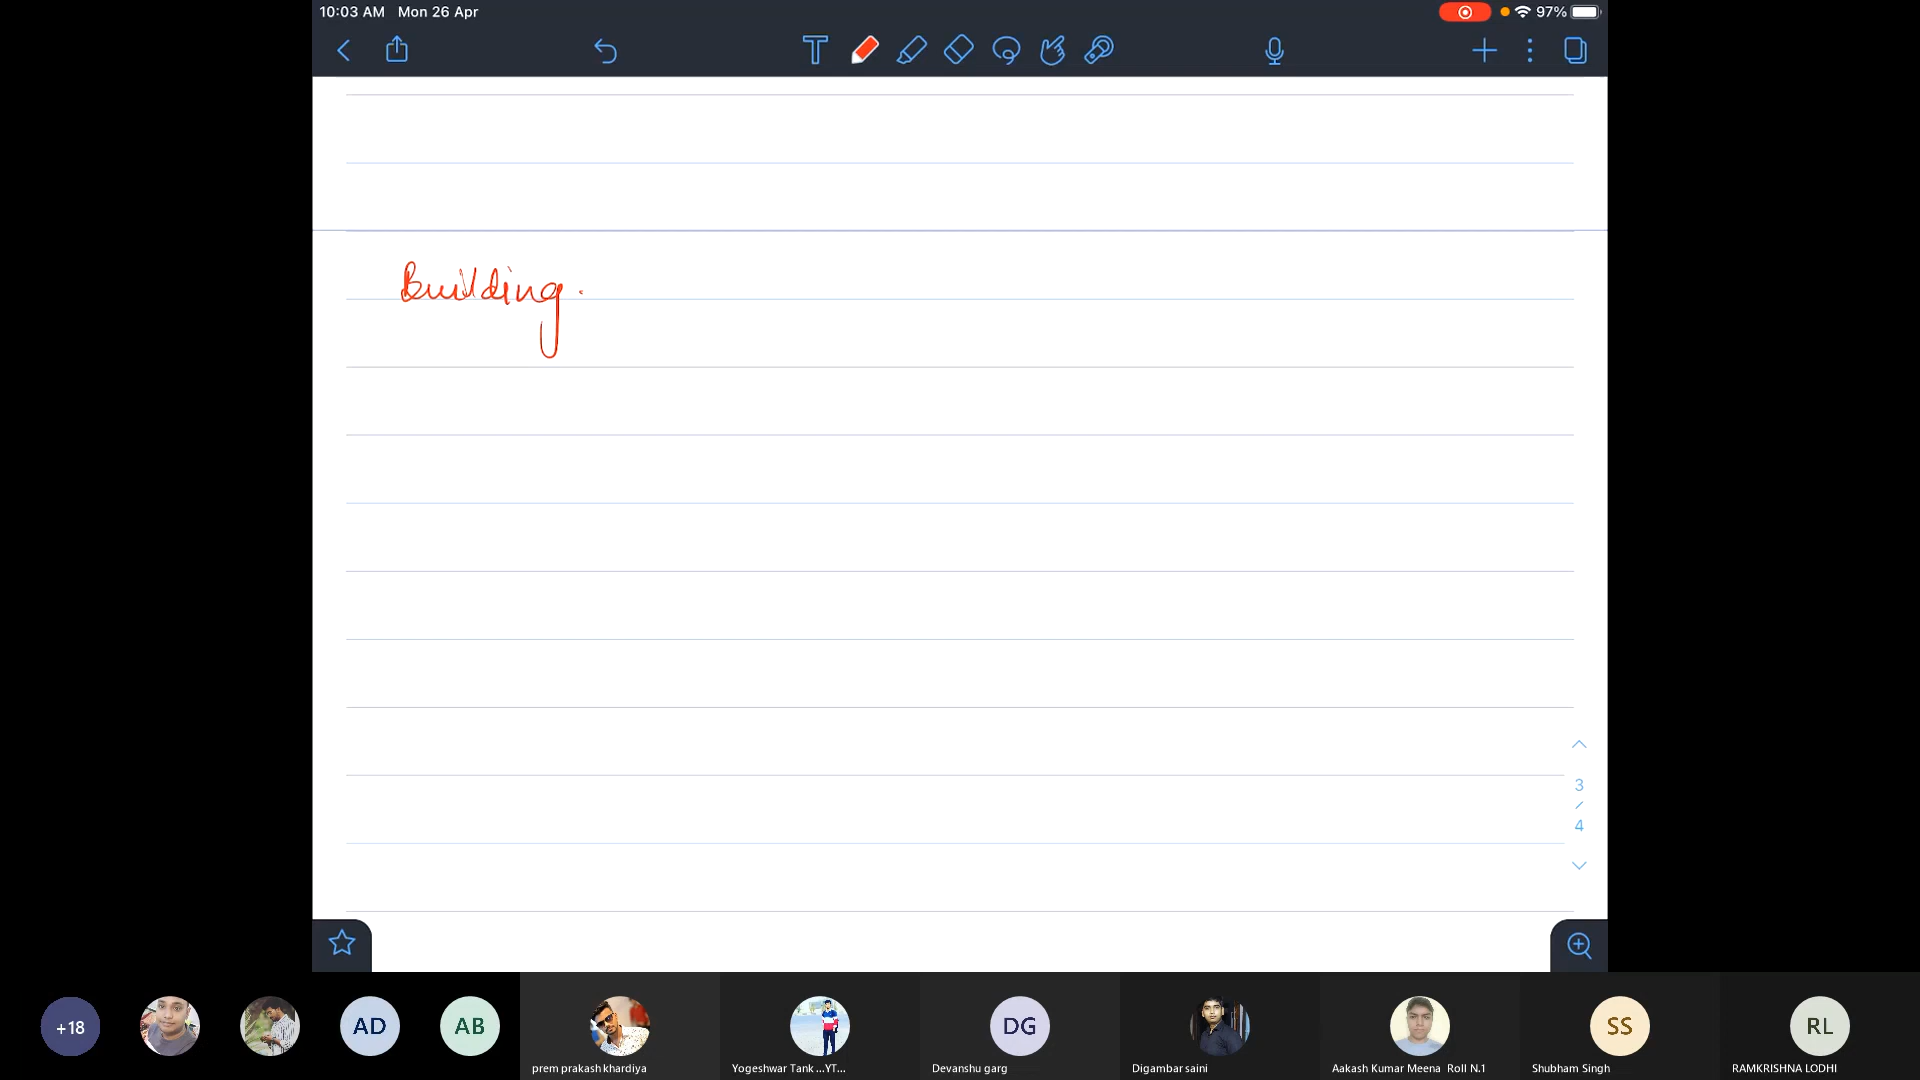 10:03 AM Mon 26 Apr
97%
Building.
3
4
+18
AD
AB
DG
SS
RL
prem prakash khardiya
Yogeshwar Tank ...YT...
Devanshu garg
Digambar saini
Aakash Kumar Meena Roll N.1
Shubham Singh
RAMKRISHNA LODHI